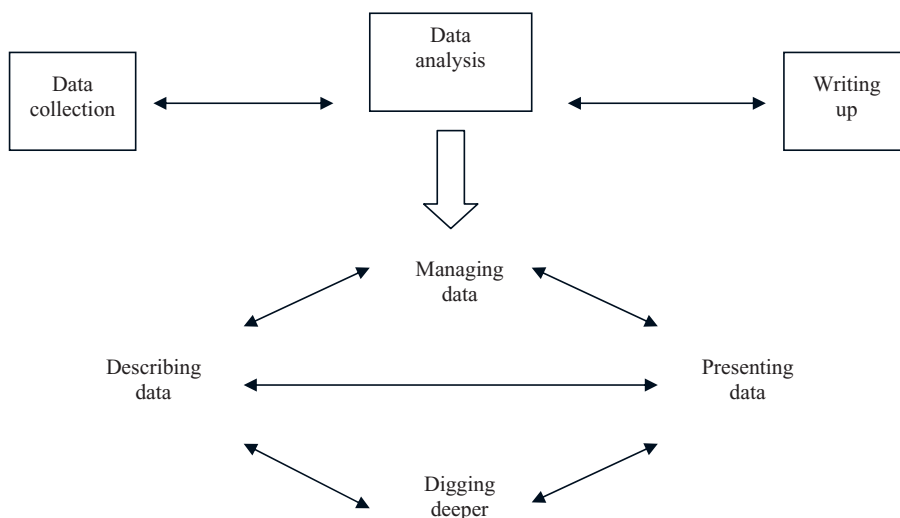 Data
analysis
Data
collection
Writing
up
Managing
data
Describing
data
Presenting
data
Digging
deeper